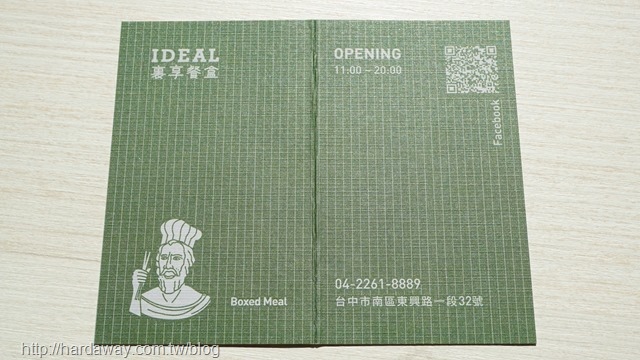 IDEAL
裏享餐盒
Boxed Meal
OPENING
11:00 – 20:00
Facebook
04-2261-8889
台中市南區東興路一段32號
http://hardaway.com.tw/blog